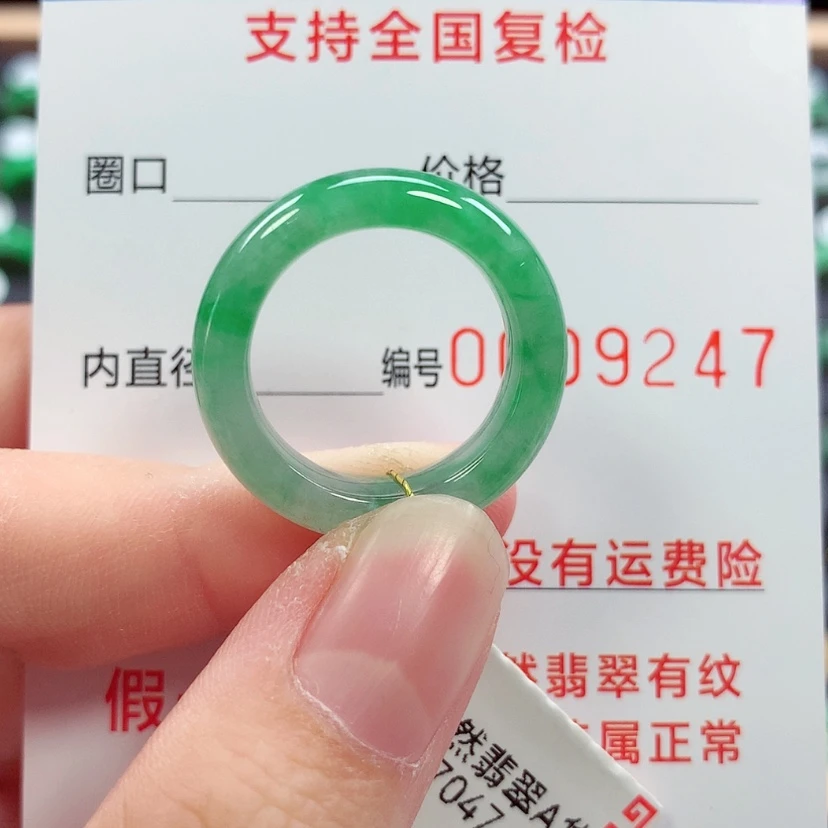 支持全国复检
圈口 价格
内直径 编号 0009247
没有运费险
假
然翡翠有纹
属正常
然翡翠A
7047